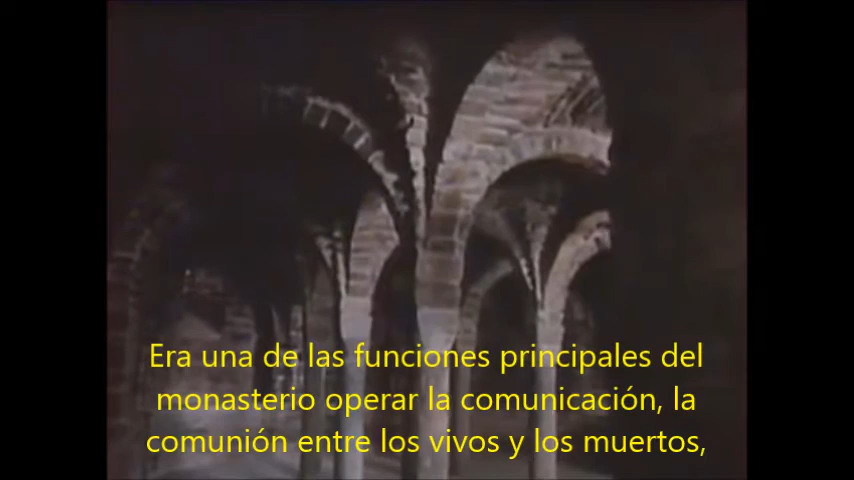 Era una de las funciones principales del
monasterio operar la comunicación, la
comunión entre los vivos y los muertos,